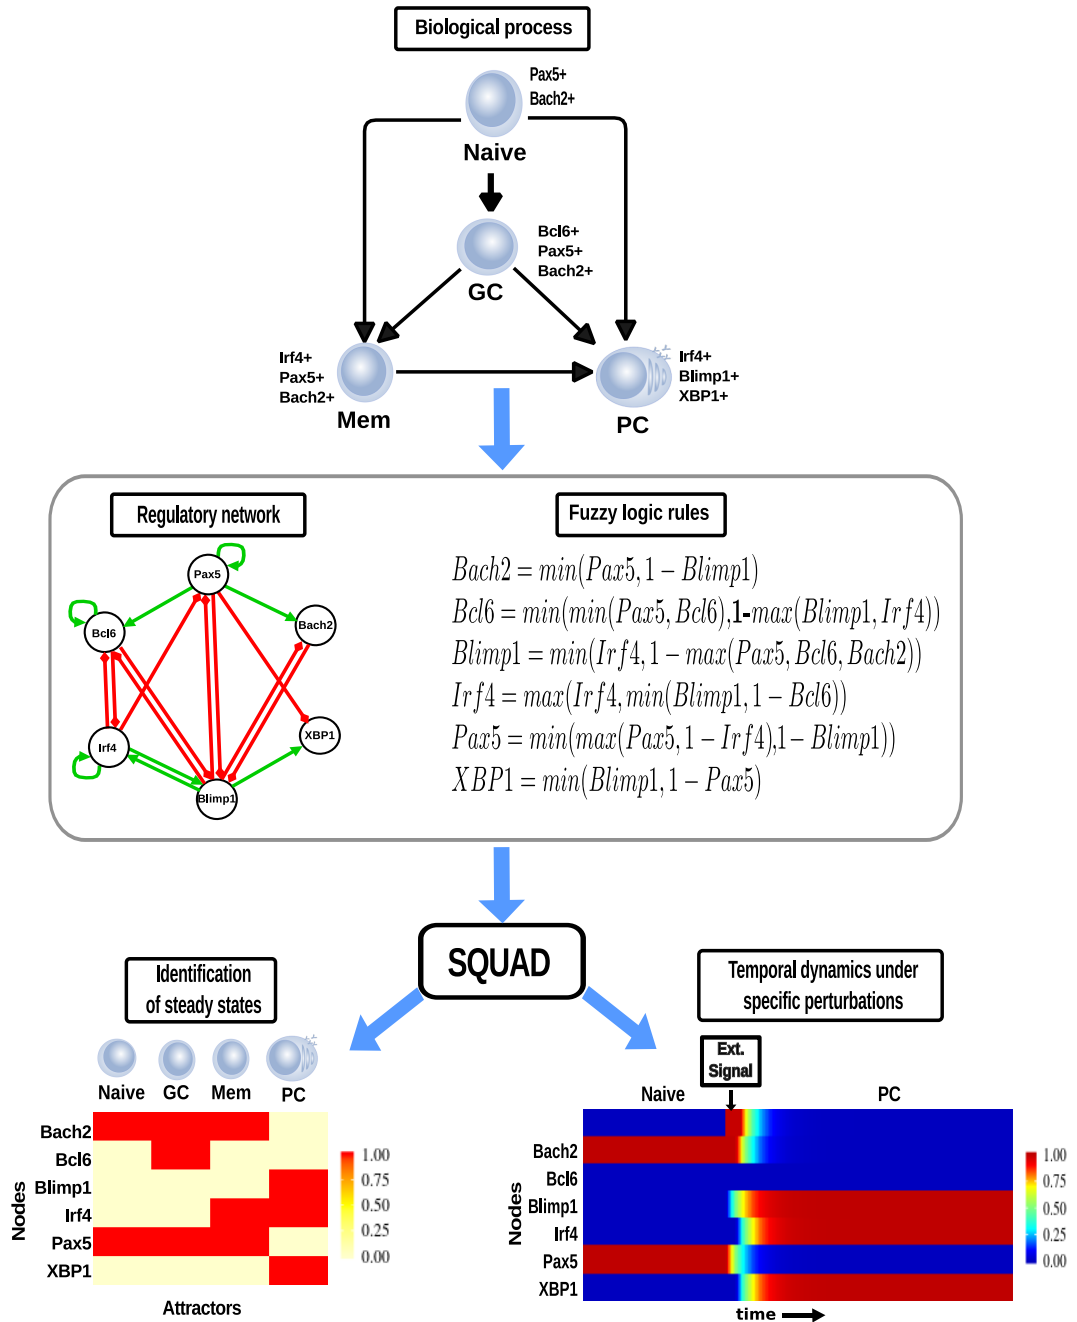 Biological process
Pax5+
Bach2+
Naive
Bcl6+
Pax5+
Bach2+
GC
Irf4+
Pax5+
Bach2+
Mem
Irf4+
Blimp1+
XBP1+
PC
Regulatory network
Pax5
Bcl6
Bach2
Irf4
XBP1
Blimp1
Fuzzy logic rules
Bach2 = min(Pax5, 1 − Blimp1)
Bcl6 = min(min(Pax5, Bcl6),1-max(Blimp1, Irf4))
Blimp1 = min(Irf4, 1 − max(Pax5, Bcl6, Bach2))
Irf4 = max(Irf4, min(Blimp1, 1 − Bcl6))
Pax5 = min(max(Pax5, 1 − Irf4),1 − Blimp1))
XBP1 = min(Blimp1, 1 − Pax5)
SQUAD
Identification
of steady states
Naive GC Mem PC
Nodes
Bach2
Bcl6
Blimp1
Irf4
Pax5
XBP1
1.00
0.75
0.50
0.25
0.00
Attractors
Temporal dynamics under
specific perturbations
Ext.
Signal
Naive PC
Nodes
Bach2
Bcl6
Blimp1
Irf4
Pax5
XBP1
1.00
0.75
0.50
0.25
0.00
time